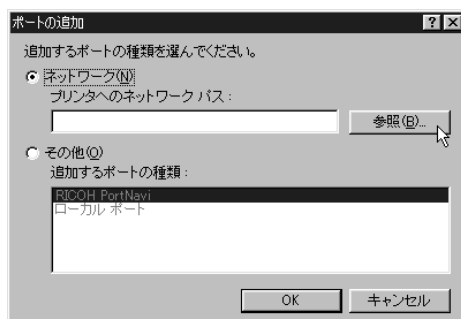 ポートの追加
追加するポートの種類を選んでください。
ネットワーク(N)
プリンタへのネットワーク パス :
参照(B)...
その他(O)
追加するポートの種類 :
RICOH PortNavi
ローカル ポート
OK
キャンセル